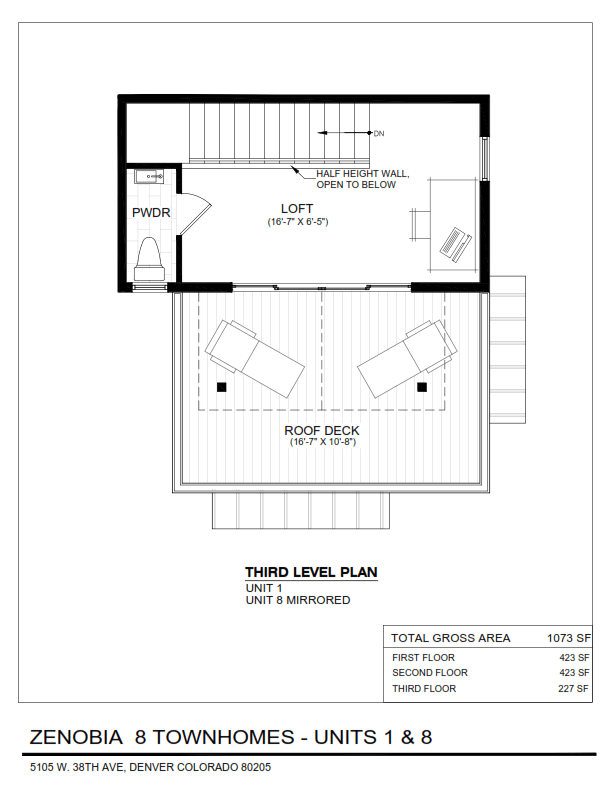 DN
HALF HEIGHT WALL,
OPEN TO BELOW
PWDR
LOFT
(16'-7" X 6'-5")
ROOF DECK
(16'-7" X 10'-8")
THIRD LEVEL PLAN
UNIT 1
UNIT 8 MIRRORED
TOTAL GROSS AREA 1073 SF
FIRST FLOOR 423 SF
SECOND FLOOR 423 SF
THIRD FLOOR 227 SF
ZENOBIA 8 TOWNHOMES - UNITS 1 & 8
5105 W. 38TH AVE, DENVER COLORADO 80205